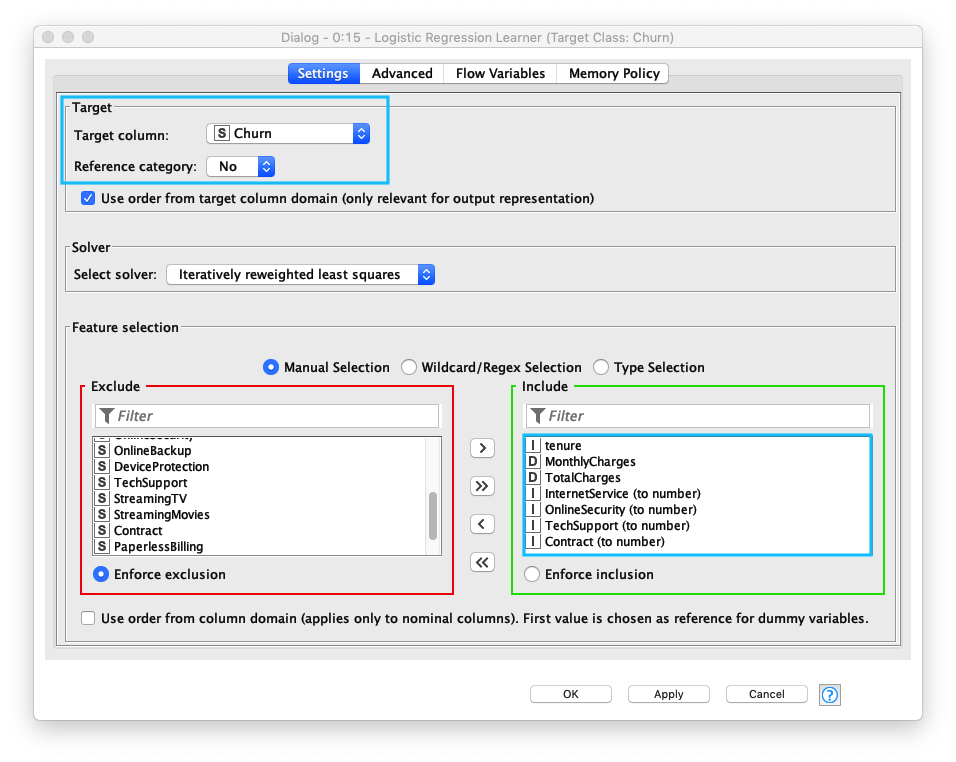 Dialog - 0:15 - Logistic Regression Learner (Target Class: Churn)
Settings Advanced Flow Variables Memory Policy
Target
Target column: S Churn
Reference category: No
Use order from target column domain (only relevant for output representation)
Solver
Select solver: Iteratively reweighted least squares
Feature selection
Manual Selection Wildcard/Regex Selection Type Selection
Exclude
Filter
S OnlineSecurity
S OnlineBackup
S DeviceProtection
S TechSupport
S StreamingTV
S StreamingMovies
S Contract
S PaperlessBilling
Enforce exclusion
>
>>
<
<<
Include
Filter
I tenure
D MonthlyCharges
D TotalCharges
I InternetService (to number)
I OnlineSecurity (to number)
I TechSupport (to number)
I Contract (to number)
Enforce inclusion
Use order from column domain (applies only to nominal columns). First value is chosen as reference for dummy variables.
OK Apply Cancel ?